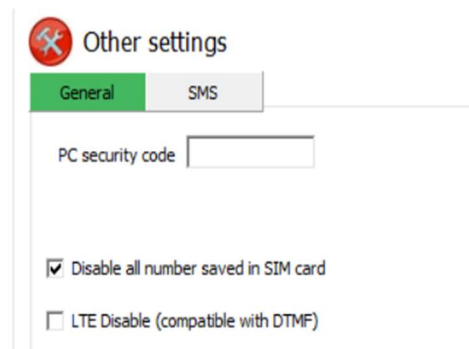 Other settings
General SMS
PC security code
Disable all number saved in SIM card
LTE Disable (compatible with DTMF)